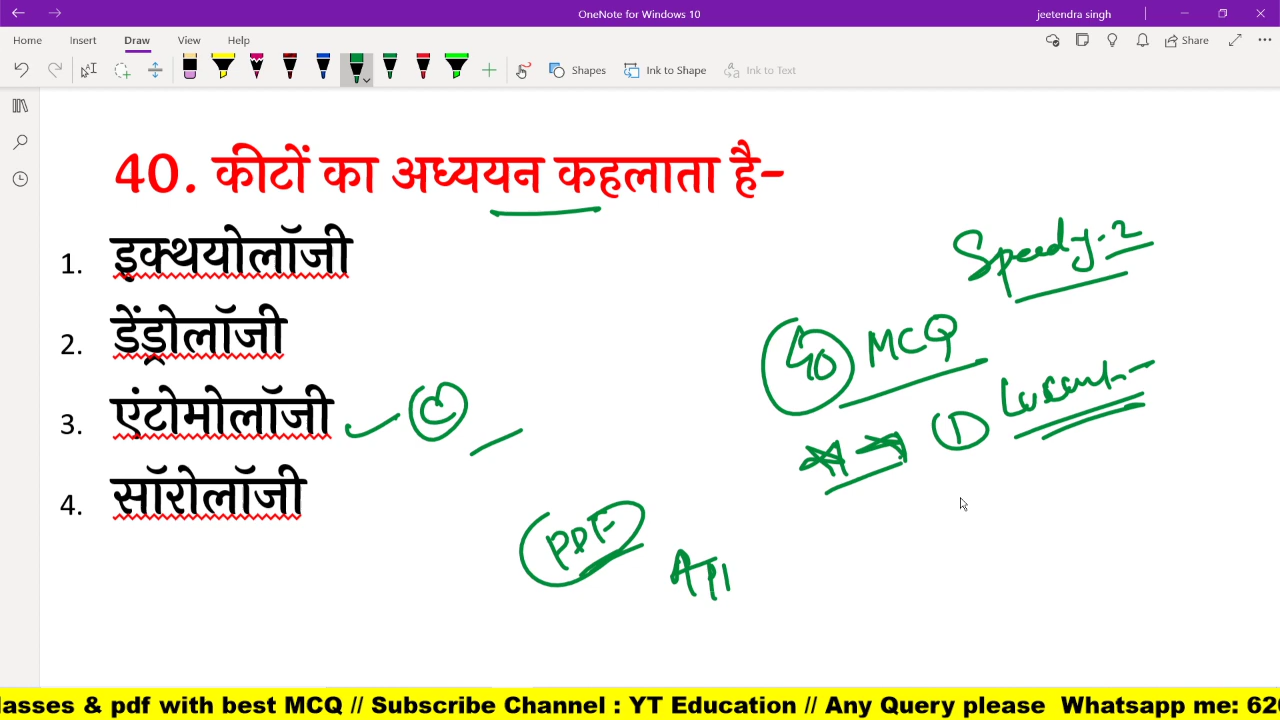 OneNote for Windows 10
jeetendra singh
Home Insert Draw View Help
Share
Shapes Ink to Shape Ink to Text
40. कीटों का अध्ययन कहलाता है-
1. इक्थयोलॉजी
2. डेंड्रोलॉजी
3. एंटोमोलॉजी C
4. सॉरोलॉजी
Speedy. 2
40 MCQ
1 Lucent
PDF
lasses & pdf with best MCQ // Subscribe Channel : YT Education // Any Query please Whatsapp me: 620